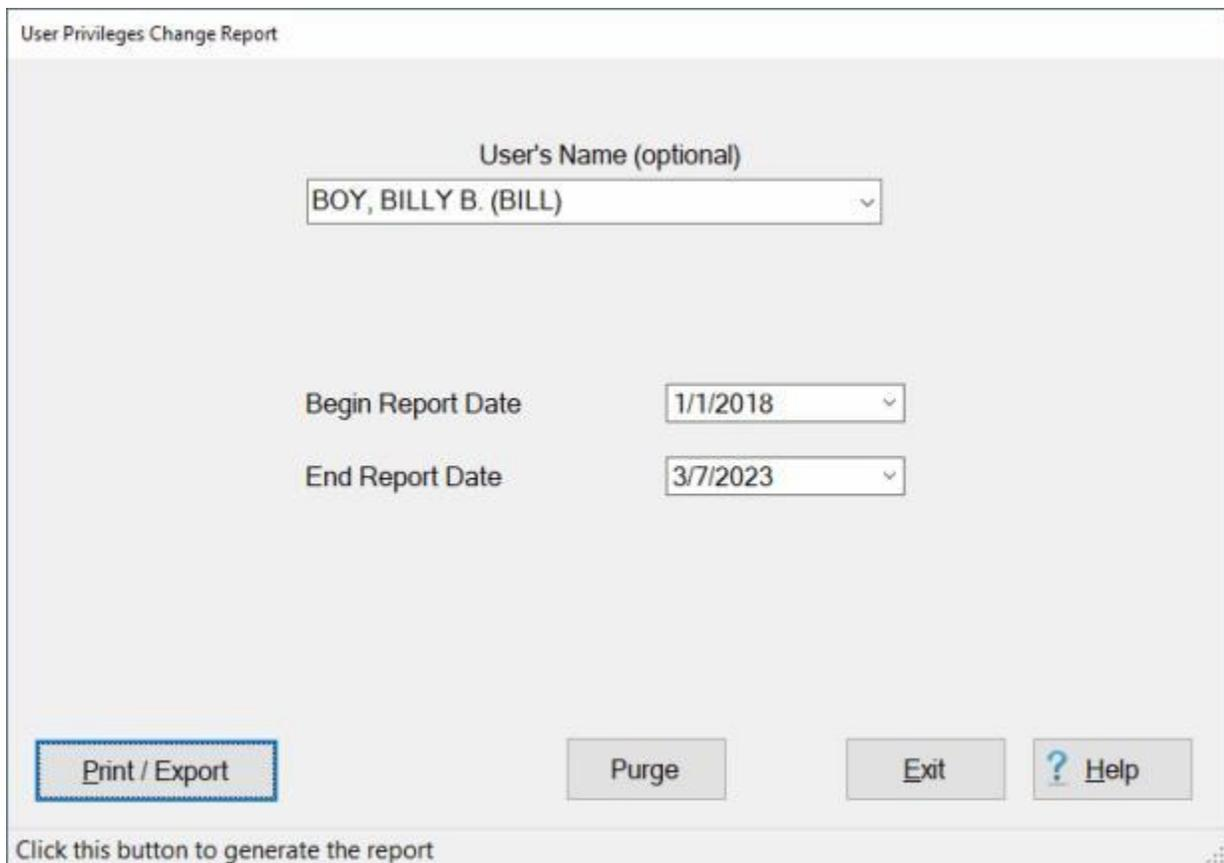 User Privileges Change Report
User's Name (optional)
BOY, BILLY B. (BILL)
Begin Report Date 1/1/2018
End Report Date 3/7/2023
Print / Export Purge Exit ? Help
Click this button to generate the report